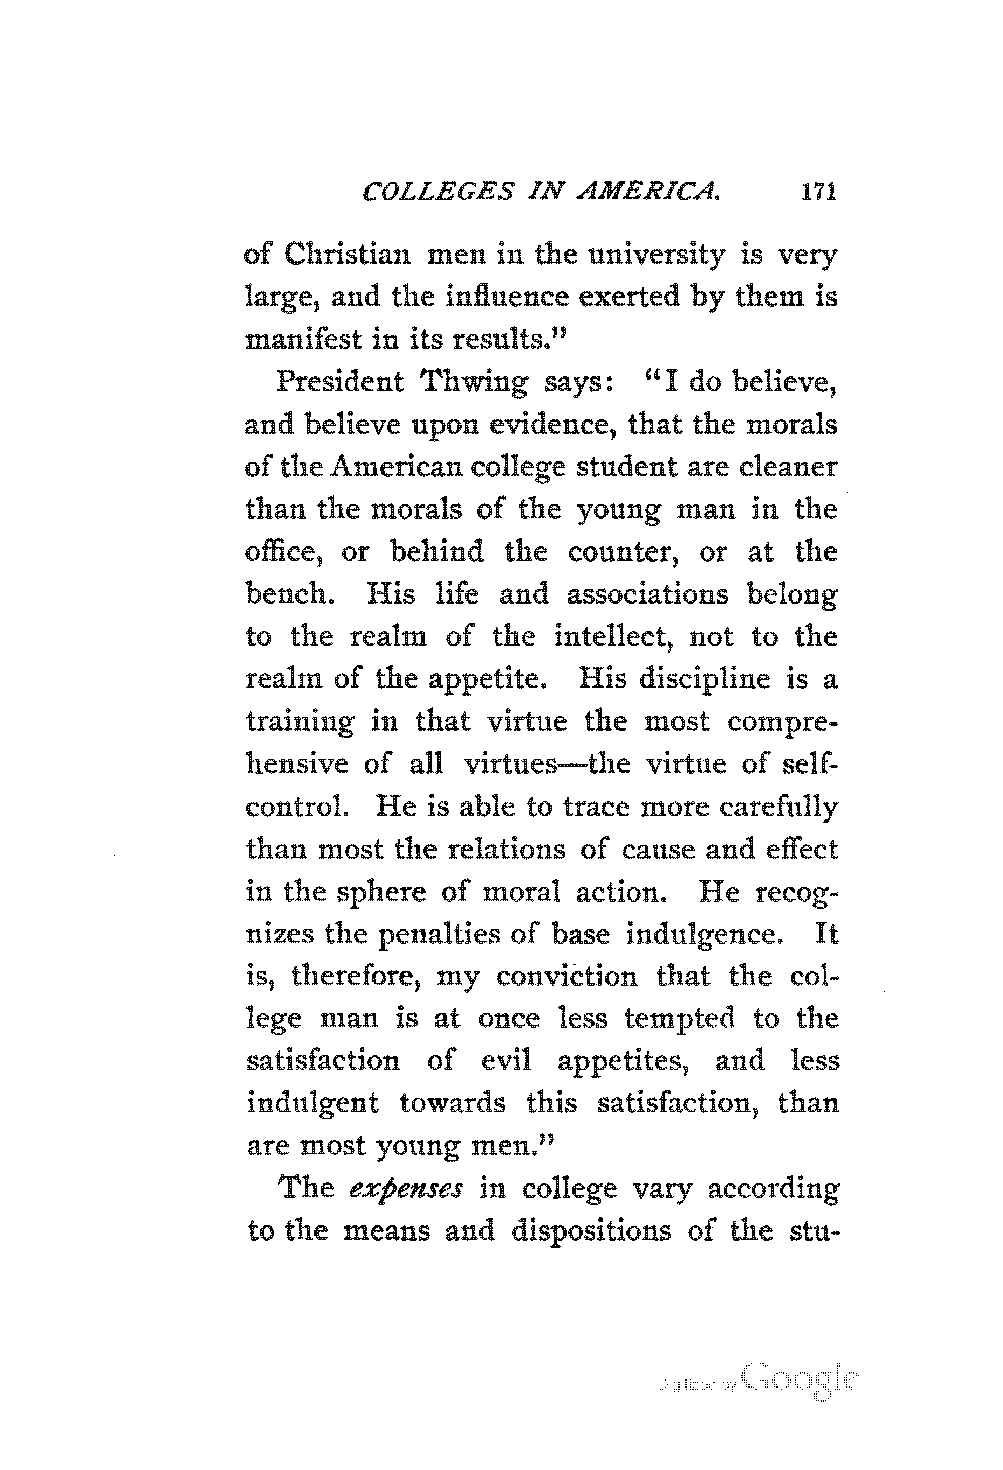 COLLEGES IN AMERICA. 171
of Christian men in the university is very
large, and the influence exerted by them is
manifest in its results."
President Thwing says: "I do believe,
and believe upon evidence, that the morals
of the American college student are cleaner
than the morals of the young man in the
office, or behind the counter, or at the
bench. His life and associations belong
to the realm of the intellect, not to the
realm of the appetite. His discipline is a
training in that virtue the most compre-
hensive of all virtues—the virtue of self-
control. He is able to trace more carefully
than most the relations of cause and effect
in the sphere of moral action. He recog-
nizes the penalties of base indulgence. It
is, therefore, my conviction that the col-
lege man is at once less tempted to the
satisfaction of evil appetites, and less
indulgent towards this satisfaction, than
are most young men."
The expenses in college vary according
to the means and dispositions of the stu-
Digitized by Google